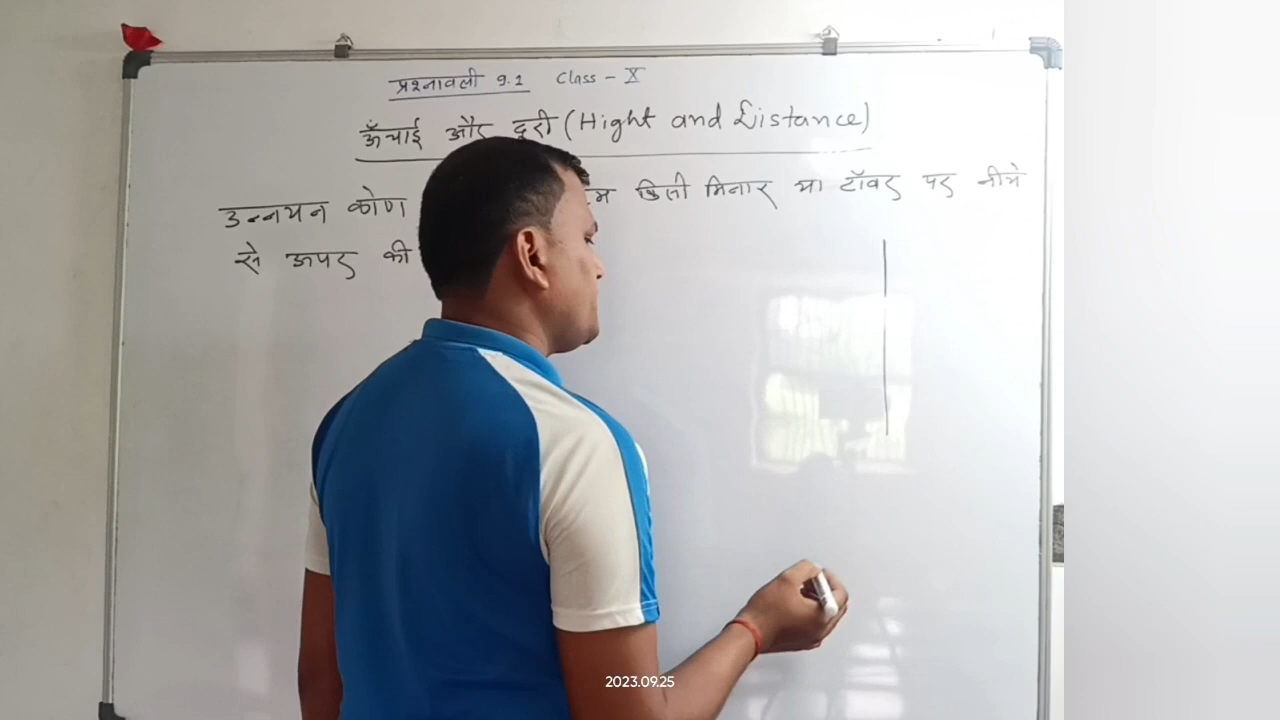 प्रश्नावली 9.1 Class - X
ऊँचाई और दूरी (Hight and Distance)
उन्नयन कोण किसी मिनार या टॉवर पर नीचे
से ऊपर की
2023.09.25